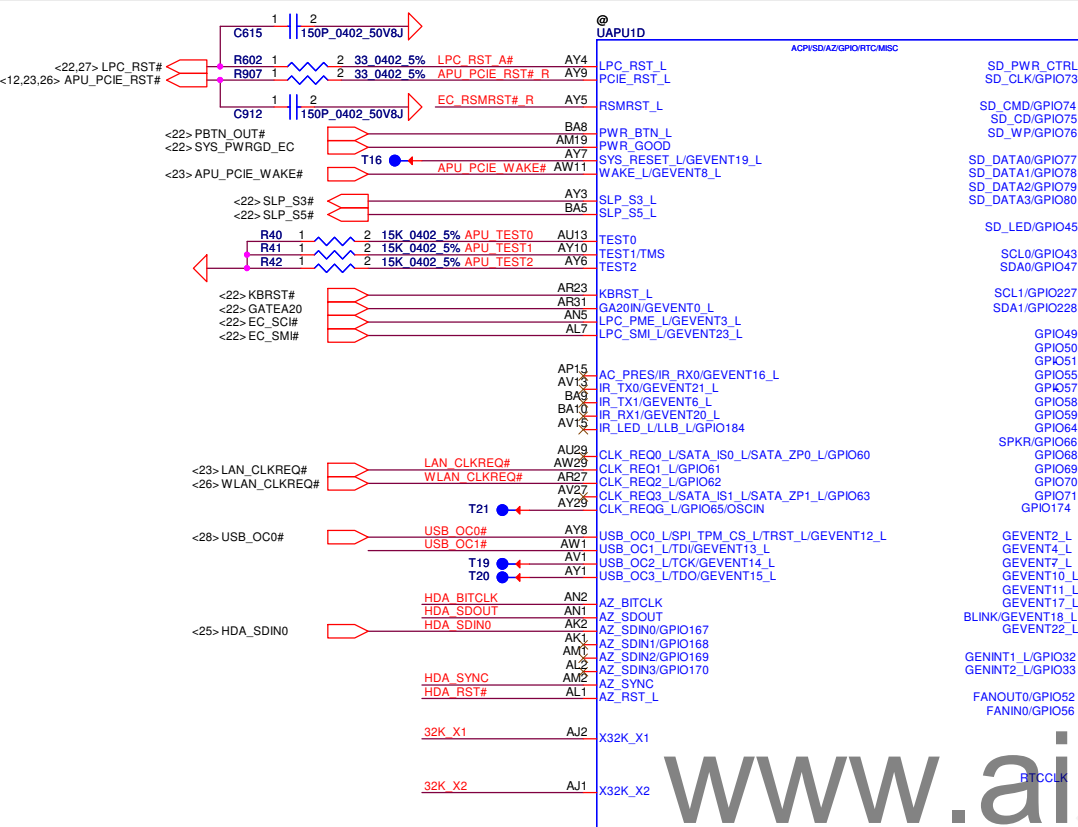 @
UAPU1D
ACPI/SD/AZ/GPIO/RTC/MISC
1 2
C615 150P_0402_50V8J
<22,27> LPC_RST# R602 1 2 33_0402_5% LPC_RST_A# AY4 LPC_RST_L SD_PWR_CTRL
<12,23,26> APU_PCIE_RST# R907 1 2 33_0402_5% APU_PCIE_RST#_R AY9 PCIE_RST_L SD_CLK/GPIO73
1 2
C912 150P_0402_50V8J
EC_RSMRST#_R AY5 RSMRST_L SD_CMD/GPIO74
SD_CD/GPIO75
<22> PBTN_OUT# BA8 PWR_BTN_L SD_WP/GPIO76
<22> SYS_PWRGD_EC AM19 PWR_GOOD
T16 AY7 SYS_RESET_L/GEVENT19_L SD_DATA0/GPIO77
<23> APU_PCIE_WAKE# APU_PCIE_WAKE# AW11 WAKE_L/GEVENT8_L SD_DATA1/GPIO78
SD_DATA2/GPIO79
<22> SLP_S3# AY3 SLP_S3_L SD_DATA3/GPIO80
<22> SLP_S5# BA5 SLP_S5_L
SD_LED/GPIO45
R40 1 2 15K_0402_5% APU_TEST0 AU13 TEST0
R41 1 2 15K_0402_5% APU_TEST1 AY10 TEST1/TMS SCL0/GPIO43
R42 1 2 15K_0402_5% APU_TEST2 AY6 TEST2 SDA0/GPIO47
<22> KBRST# AR23 KBRST_L SCL1/GPIO227
<22> GATEA20 AR31 GA20IN/GEVENT0_L SDA1/GPIO228
<22> EC_SCI# AN5 LPC_PME_L/GEVENT3_L
<22> EC_SMI# AL7 LPC_SMI_L/GEVENT23_L GPIO49
GPIO50
GPIO51
AP15 AC_PRES/IR_RX0/GEVENT16_L GPIO55
AV13 IR_TX0/GEVENT21_L GPIO57
BA9 IR_TX1/GEVENT6_L GPIO58
BA10 IR_RX1/GEVENT20_L GPIO59
AV15 IR_LED_L/LLB_L/GPIO184 GPIO64
SPKR/GPIO66
AU29 CLK_REQ0_L/SATA_IS0_L/SATA_ZP0_L/GPIO60 GPIO68
<23> LAN_CLKREQ# LAN_CLKREQ# AW29 CLK_REQ1_L/GPIO61 GPIO69
<26> WLAN_CLKREQ# WLAN_CLKREQ# AR27 CLK_REQ2_L/GPIO62 GPIO70
AV27 CLK_REQ3_L/SATA_IS1_L/SATA_ZP1_L/GPIO63 GPIO71
T21 AY29 CLK_REQG_L/GPIO65/OSCIN GPIO174
<28> USB_OC0# USB_OC0# AY8 USB_OC0_L/SPI_TPM_CS_L/TRST_L/GEVENT12_L GEVENT2_L
USB_OC1# AW1 USB_OC1_L/TDI/GEVENT13_L GEVENT4_L
T19 AV1 USB_OC2_L/TCK/GEVENT14_L GEVENT7_L
T20 AY1 USB_OC3_L/TDO/GEVENT15_L GEVENT10_L
GEVENT11_L
HDA_BITCLK AN2 AZ_BITCLK GEVENT17_L
HDA_SDOUT AN1 AZ_SDOUT BLINK/GEVENT18_L
<25> HDA_SDIN0 HDA_SDIN0 AK2 AZ_SDIN0/GPIO167 GEVENT22_L
AK1 AZ_SDIN1/GPIO168
AM1 AZ_SDIN2/GPIO169 GENINT1_L/GPIO32
AL2 AZ_SDIN3/GPIO170 GENINT2_L/GPIO33
HDA_SYNC AM2 AZ_SYNC
HDA_RST# AL1 AZ_RST_L FANOUT0/GPIO52
FANIN0/GPIO56
32K_X1 AJ2 X32K_X1
RTCCLK
32K_X2 AJ1 X32K_X2
www.ai